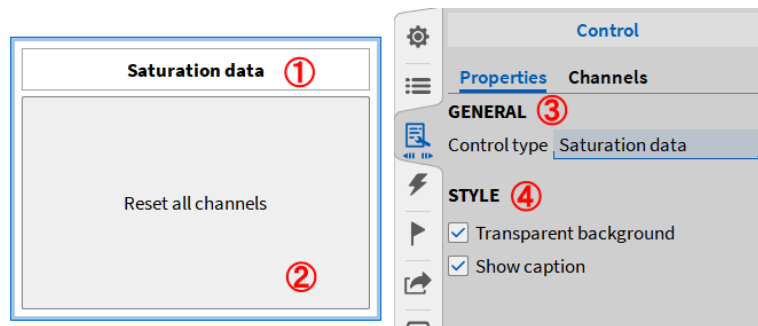 Saturation data ①
Reset all channels
②
Control
Properties Channels
GENERAL ③
Control type Saturation data
STYLE ④
Transparent background
Show caption